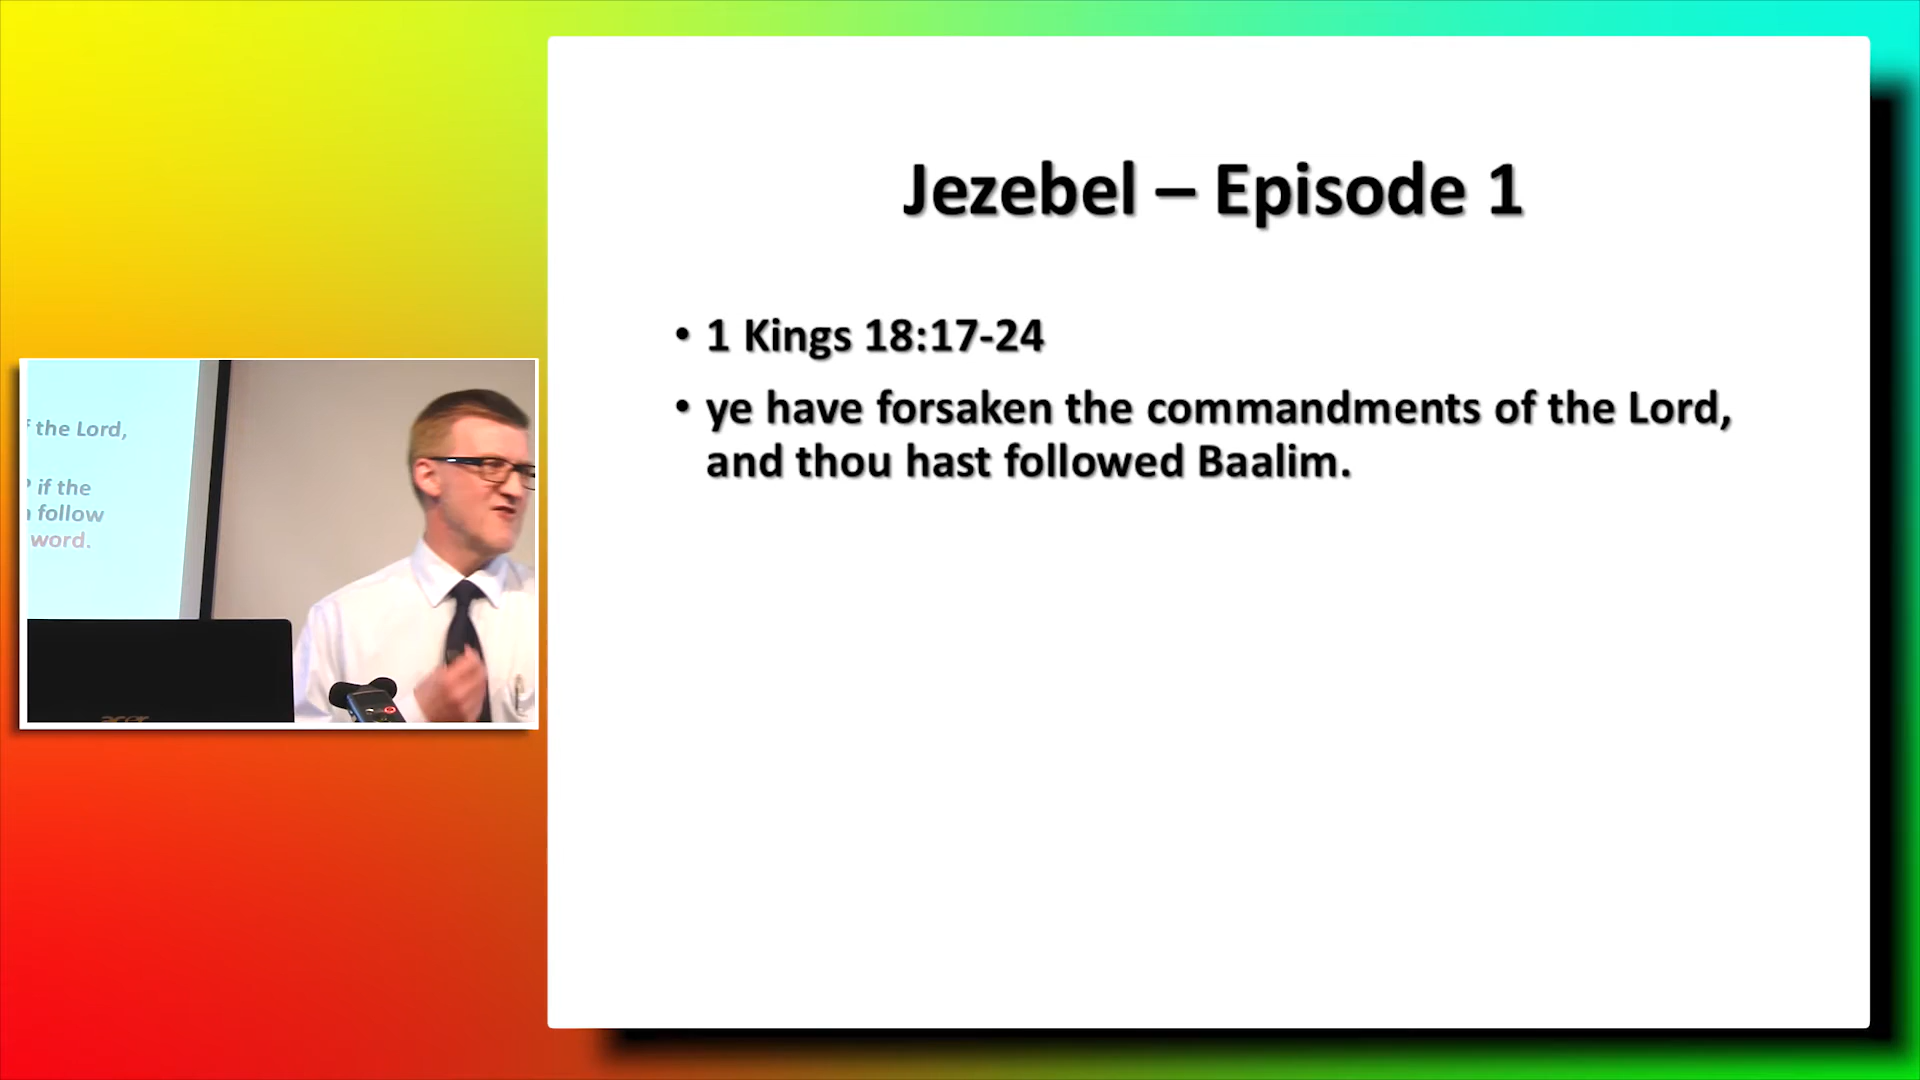 Jezebel – Episode 1
• 1 Kings 18:17-24
• ye have forsaken the commandments of the Lord,
and thou hast followed Baalim.
the Lord,
? if the
follow
word.
acer